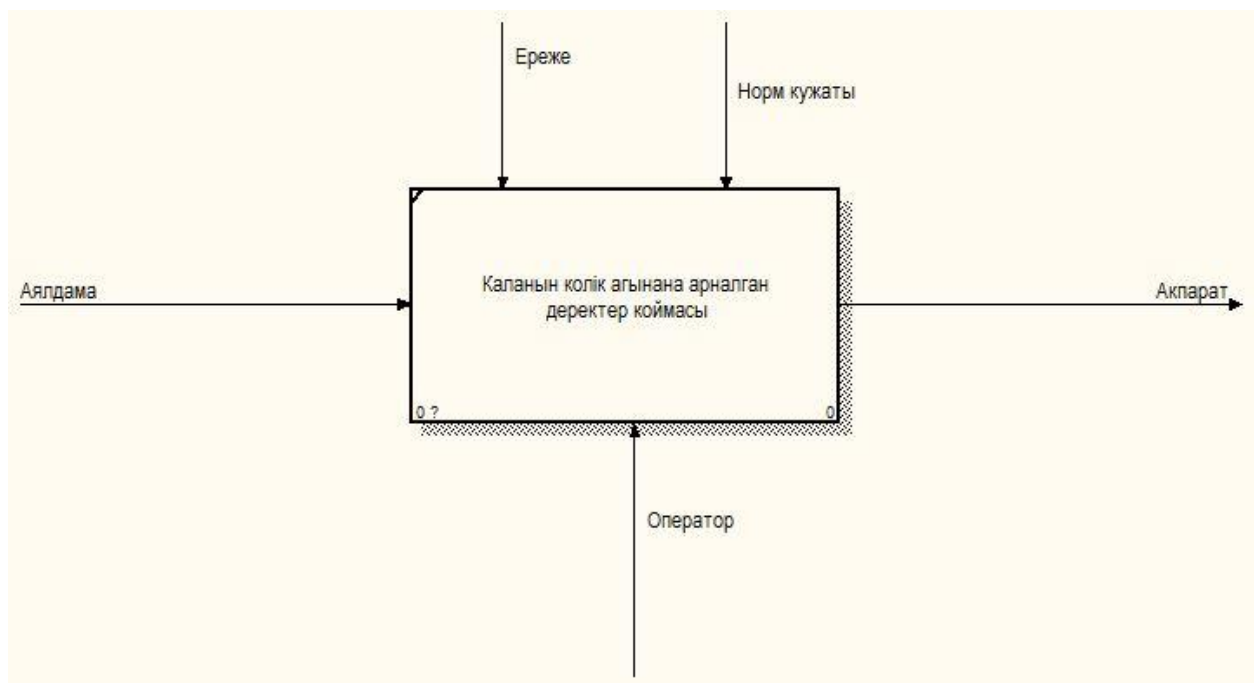 Ереже
Норм кужаты
Аялдама
Каланын колік агынана арналган
деректер коймасы
Акпарат
0 ?
0
Оператор